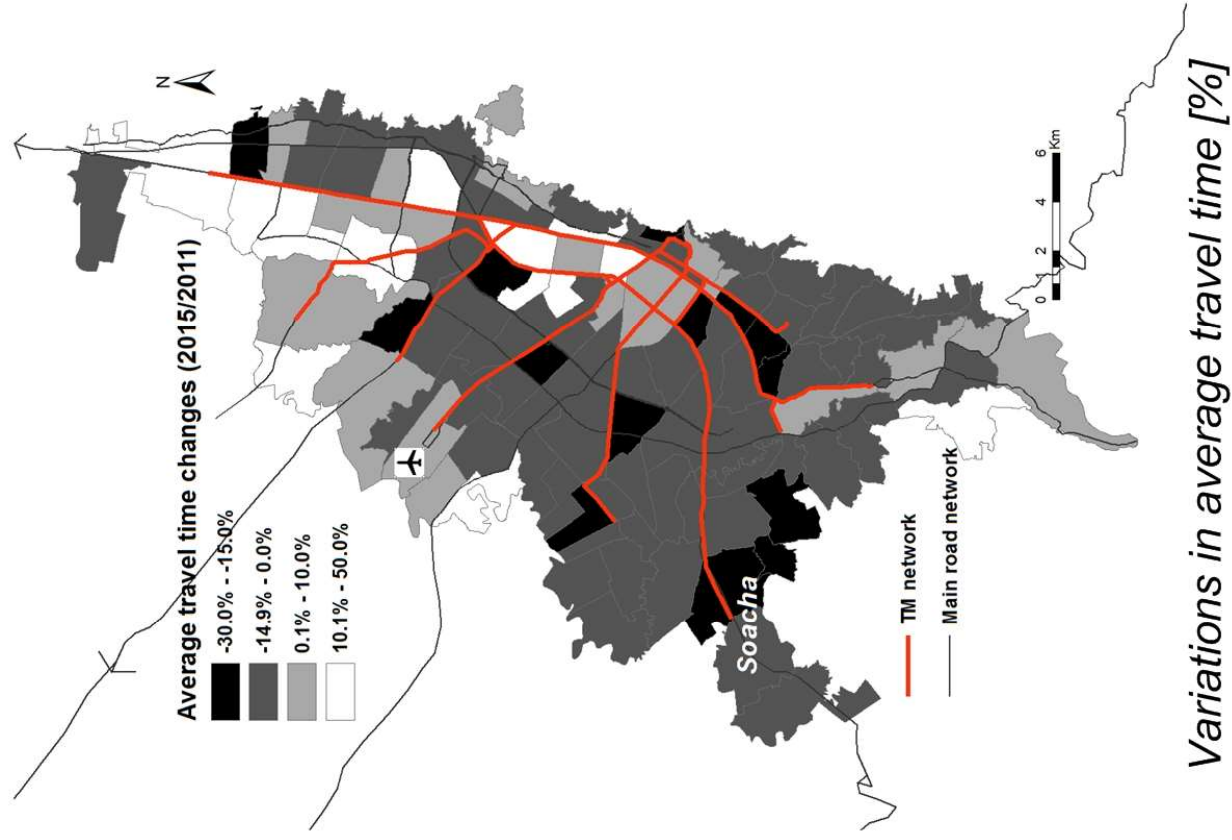 N
Average travel time changes (2015/2011)
-30.0% - -15.0%
-14.9% - 0.0%
0.1% - 10.0%
10.1% - 50.0%
Soacha
TM network
Main road network
0 1 2 4 6
Km
Variations in average travel time [%]